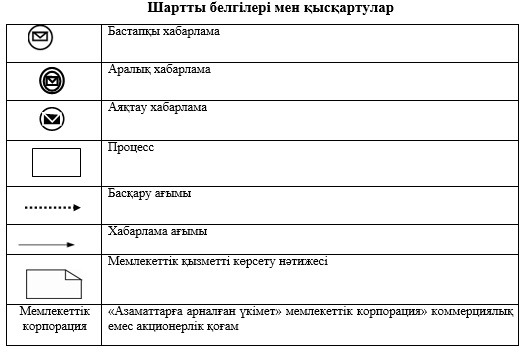 Шартты белгілері мен қысқартулар
Бастапқы хабарлама
Аралық хабарлама
Аяқтау хабарлама
Процесс
Басқару ағымы
Хабарлама ағымы
Мемлекеттік қызметті көрсету нәтижесі
Мемлекеттік
корпорация
«Азаматтарға арналған үкімет» мемлекеттік корпорация» коммерциялық
емес акционерлік қоғам